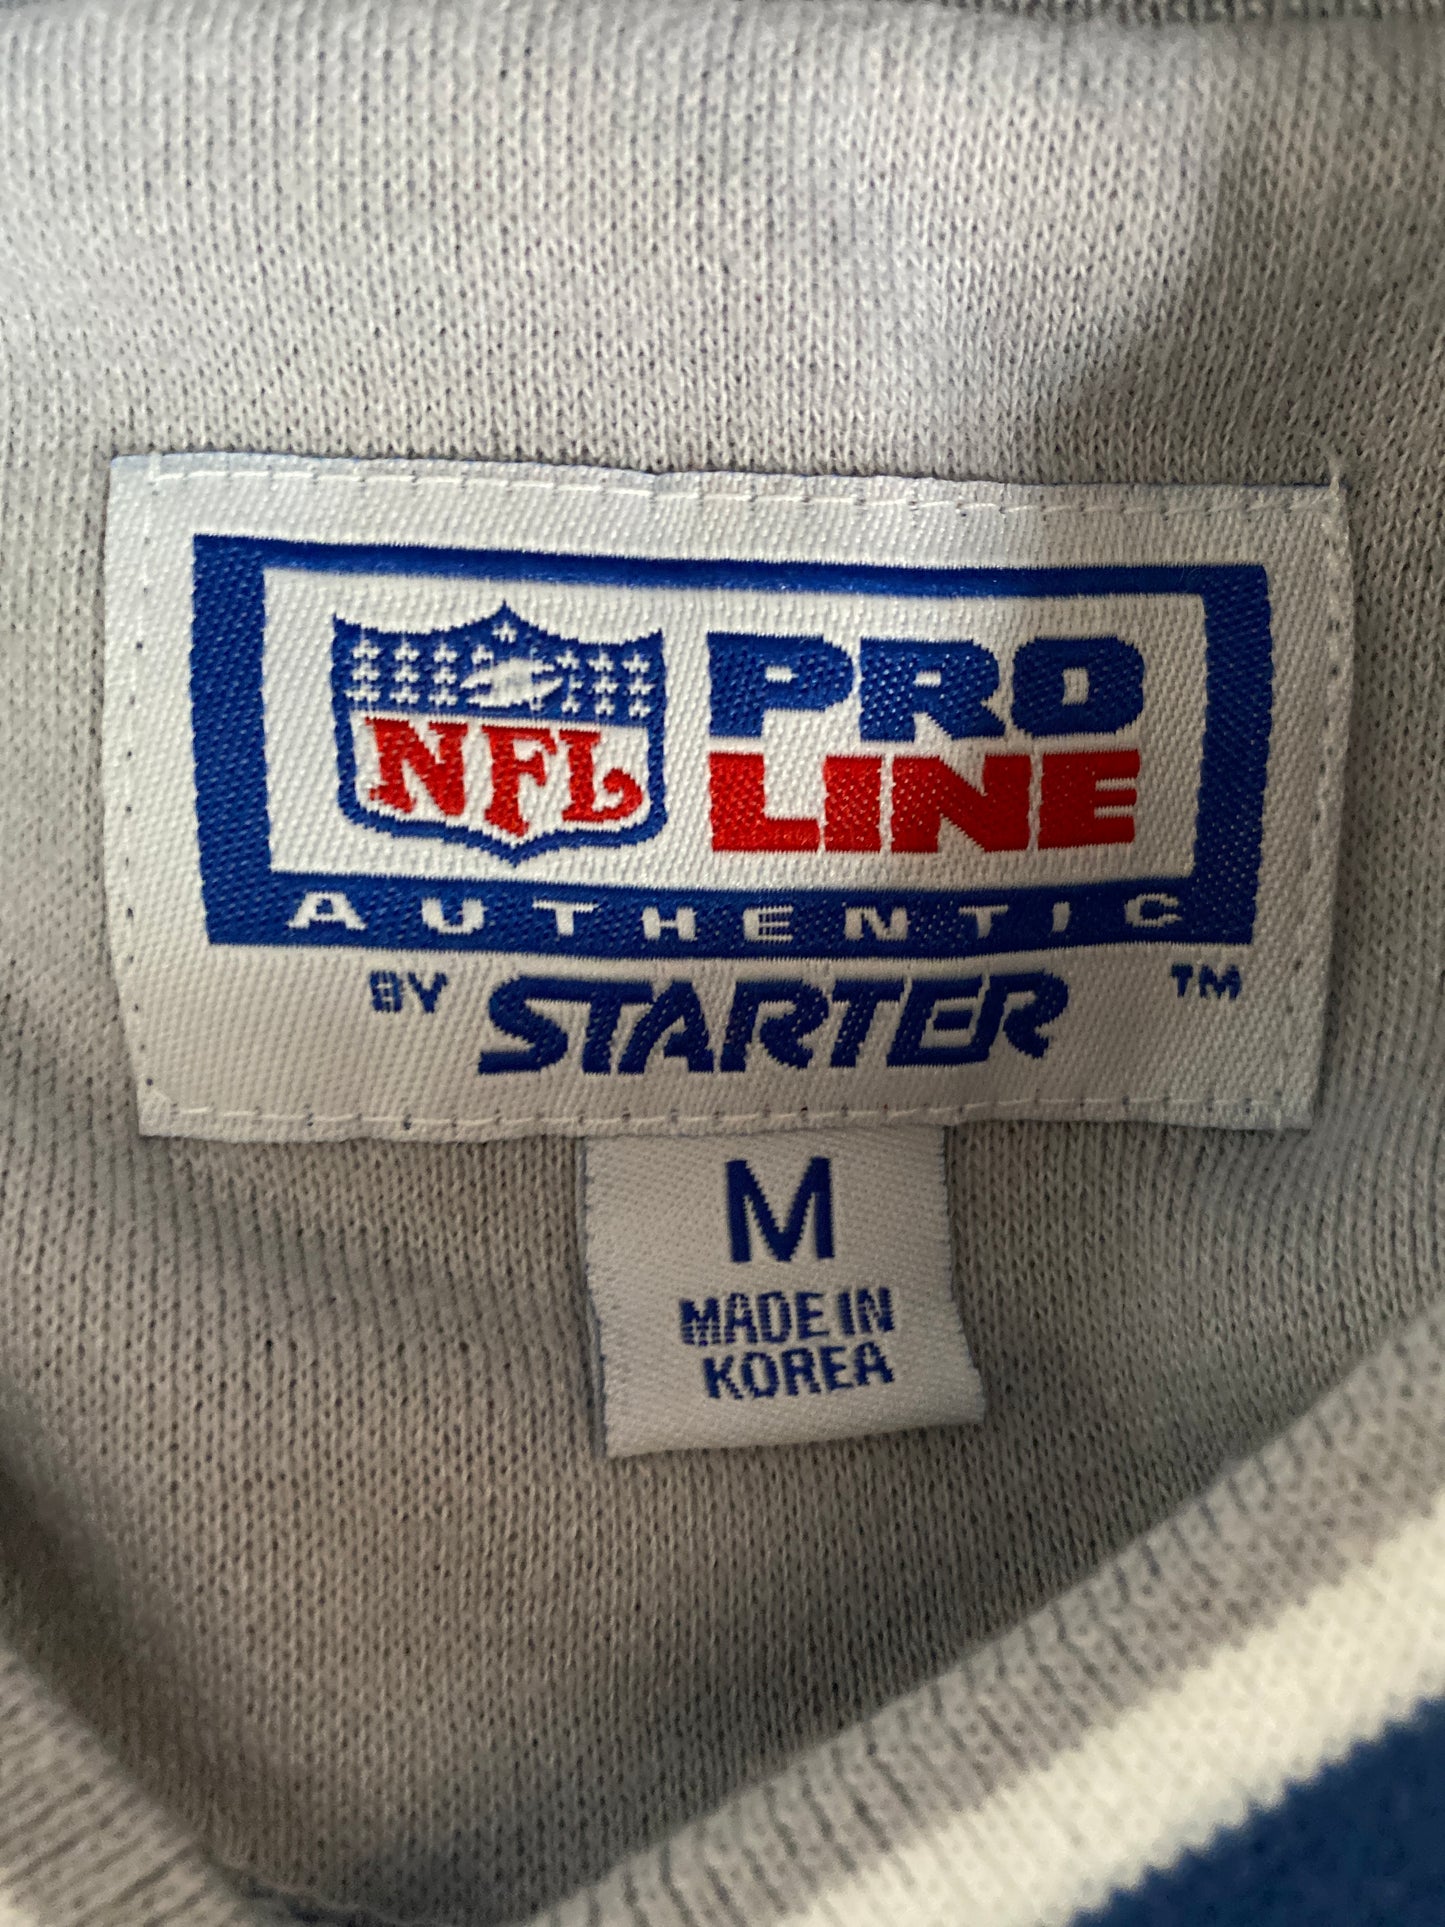 NFL
PRO
LINE
AUTHENTIC
BY STARTER TM
M
MADE IN
KOREA